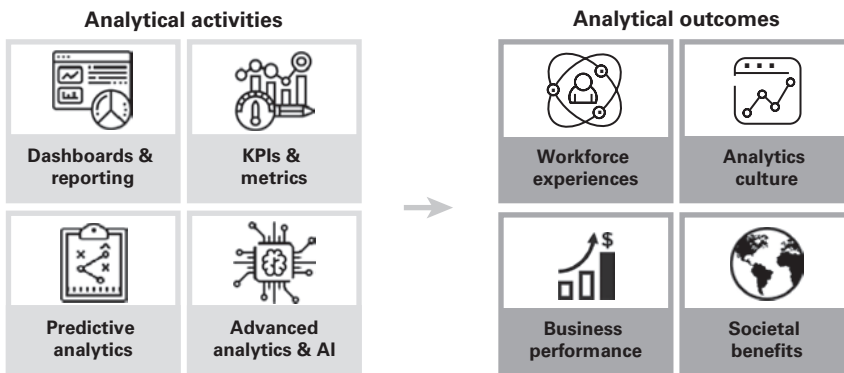 Analytical activities
Dashboards &
reporting
KPIs &
metrics
Predictive
analytics
Advanced
analytics & AI
Analytical outcomes
Workforce
experiences
Analytics
culture
$
Business
performance
Societal
benefits